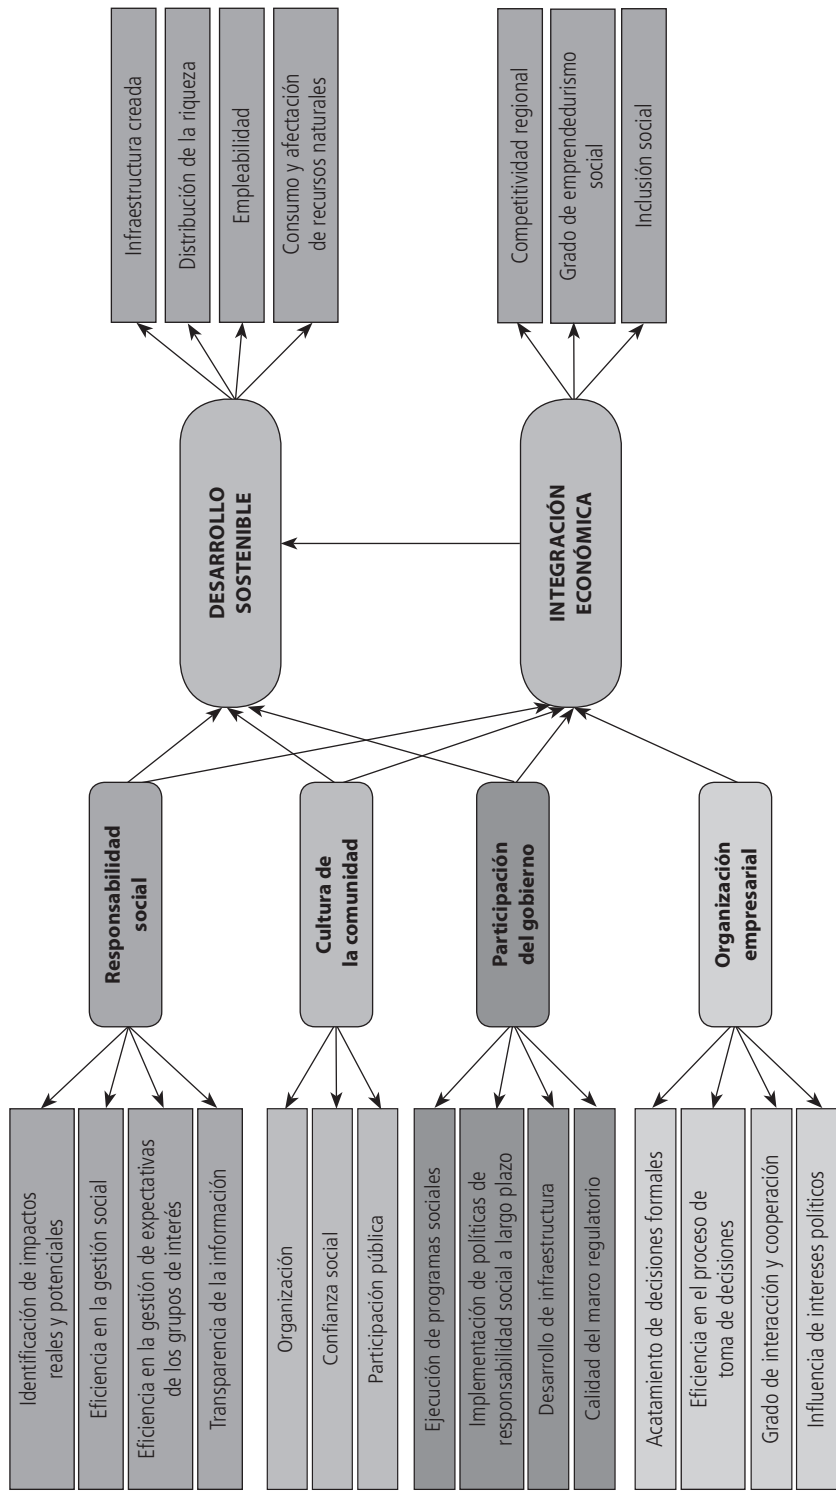 Identificación de impactos
reales y potenciales
Eficiencia en la gestión social
Eficiencia en la gestión de expectativas
de los grupos de interés
Transparencia de la información
Organización
Confianza social
Participación pública
Ejecución de programas sociales
Implementación de políticas de
responsabilidad social a largo plazo
Desarrollo de infraestructura
Calidad del marco regulatorio
Acatamiento de decisiones formales
Eficiencia en el proceso de
toma de decisiones
Grado de interacción y cooperación
Influencia de intereses políticos
Responsabilidad
social
Cultura de
la comunidad
Participación
del gobierno
Organización
empresarial
DESARROLLO
SOSTENIBLE
INTEGRACIÓN
ECONÓMICA
Infraestructura creada
Distribución de la riqueza
Empleabilidad
Consumo y afectación
de recursos naturales
Competitividad regional
Grado de emprendedurismo
social
Inclusión social